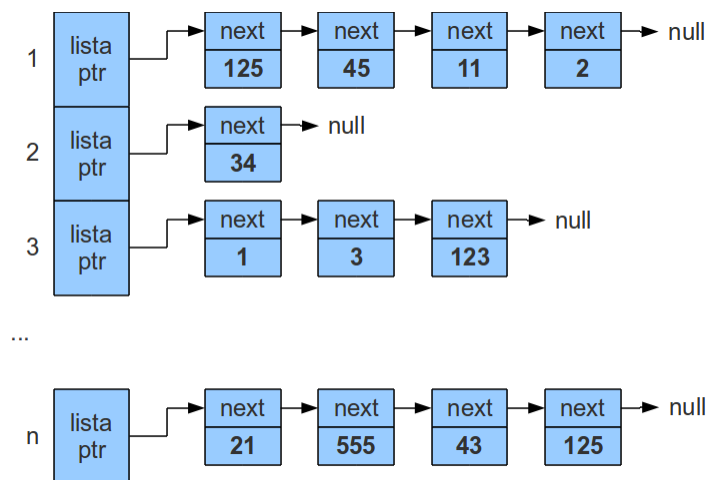 1 lista ptr next next next next null
125 45 11 2
2 lista ptr next null
34
3 lista ptr next next next null
1 3 123
...
n lista ptr next next next next null
21 555 43 125